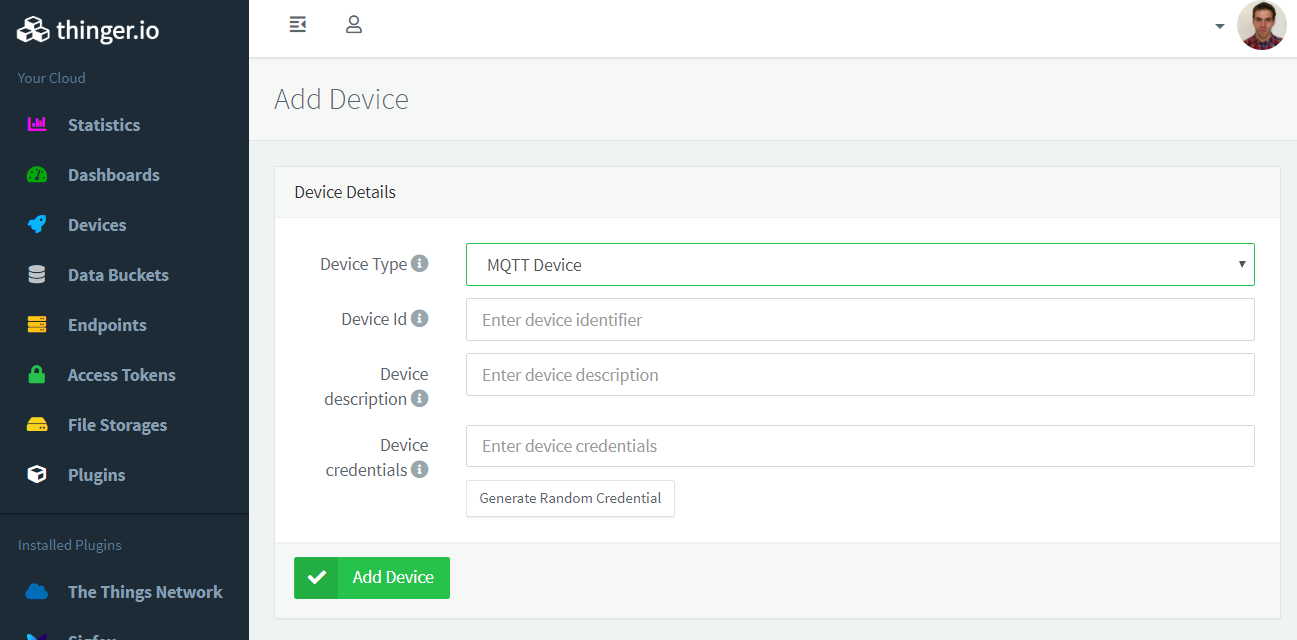 thinger.io
Your Cloud
Statistics
Dashboards
Devices
Data Buckets
Endpoints
Access Tokens
File Storages
Plugins
Installed Plugins
The Things Network
Sigfox
Add Device
Device Details
Device Type
MQTT Device
Device Id
Enter device identifier
Device
description
Enter device description
Device
credentials
Enter device credentials
Generate Random Credential
Add Device